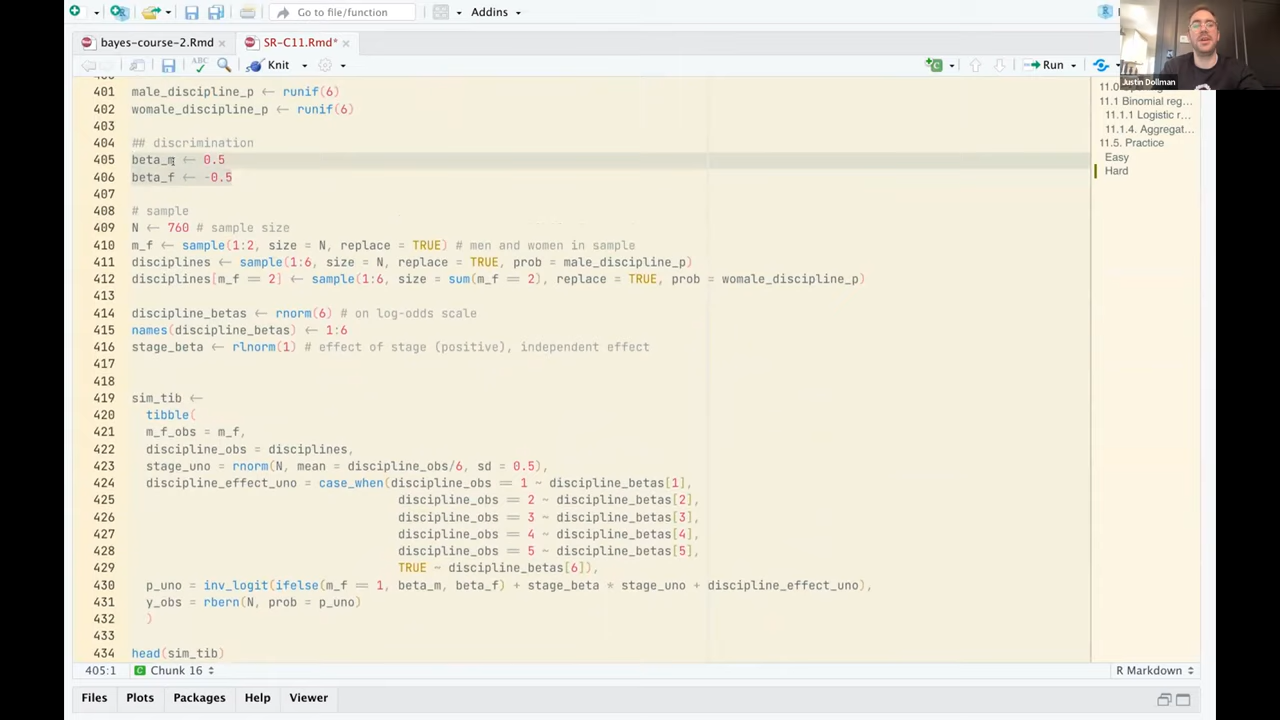 Go to file/function
Addins
bayes-course-2.Rmd
SR-C11.Rmd*
ABC
Knit
Run
Justin Dollman
401 male_discipline_p ← runif(6)
402 womale_discipline_p ← runif(6)
403
404 ## discrimination
405 beta_m ← 0.5
406 beta_f ← -0.5
407
408 # sample
409 N ← 760 # sample size
410 m_f ← sample(1:2, size = N, replace = TRUE) # men and women in sample
411 disciplines ← sample(1:6, size = N, replace = TRUE, prob = male_discipline_p)
412 disciplines[m_f == 2] ← sample(1:6, size = sum(m_f == 2), replace = TRUE, prob = womale_discipline_p)
413
414 discipline_betas ← rnorm(6) # on log-odds scale
415 names(discipline_betas) ← 1:6
416 stage_beta ← rlnorm(1) # effect of stage (positive), independent effect
417
418
419 sim_tib ←
420 tibble(
421 m_f_obs = m_f,
422 discipline_obs = disciplines,
423 stage_uno = rnorm(N, mean = discipline_obs/6, sd = 0.5),
424 discipline_effect_uno = case_when(discipline_obs == 1 ~ discipline_betas[1],
425 discipline_obs == 2 ~ discipline_betas[2],
426 discipline_obs == 3 ~ discipline_betas[3],
427 discipline_obs == 4 ~ discipline_betas[4],
428 discipline_obs == 5 ~ discipline_betas[5],
429 TRUE ~ discipline_betas[6]),
430 p_uno = inv_logit(ifelse(m_f == 1, beta_m, beta_f) + stage_beta * stage_uno + discipline_effect_uno),
431 y_obs = rbern(N, prob = p_uno)
432 )
433
434 head(sim_tib)
11.1 Binomial reg...
11.1.1 Logistic r...
11.1.4. Aggregat...
11.5. Practice
Easy
Hard
405:1
Chunk 16
R Markdown
Files
Plots
Packages
Help
Viewer